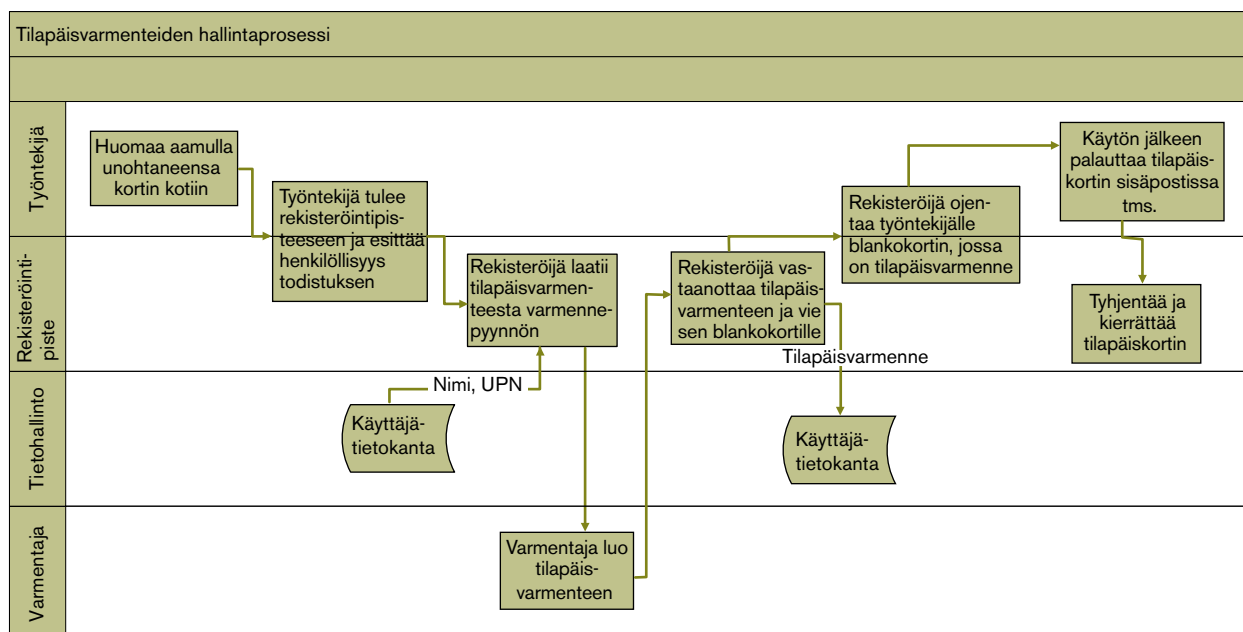 Tilapäisvarmenteiden hallintaprosessi
Työntekijä
Huomaa aamulla
unohtaneensa
kortin kotiin
Työntekijä tulee
rekisteröintipis-
teeseen ja esittää
henkilöllisyys
todistuksen
Rekisteröijä ojen-
taa työntekijälle
blankokortin, jossa
on tilapäisvarmenne
Käytön jälkeen
palauttaa tilapäis-
kortin sisäpostissa
tms.
Rekisteröinti-
piste
Rekisteröijä laatii
tilapäisvarmen-
teesta varmenne-
pyynnön
Rekisteröijä vas-
taanottaa tilapäis-
varmenteen ja vie
sen blankokortille
Tyhjentää ja
kierrättää
tilapäiskortin
Tilapäisvarmenne
Nimi, UPN
Tietohallinto
Käyttäjä-
tietokanta
Käyttäjä-
tietokanta
Varmentaja
Varmentaja luo
tilapäis-
varmenteen